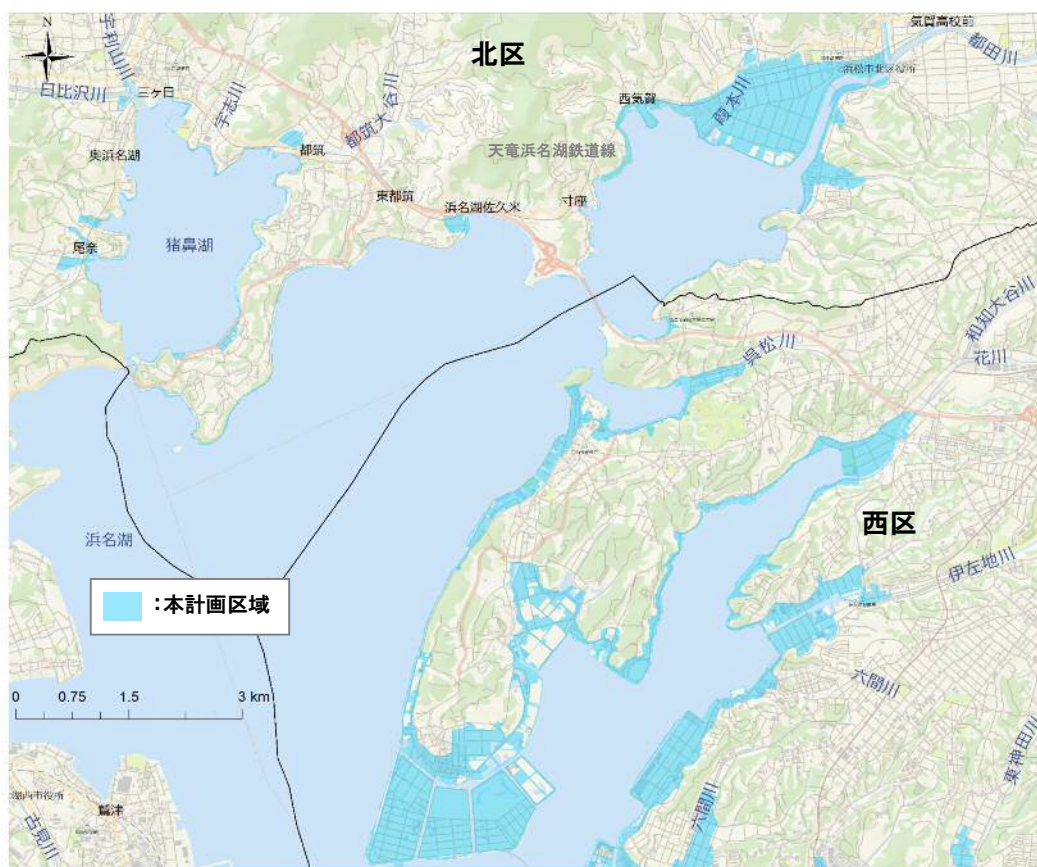 北区
気賀高校前
都田川
浜松市北区役所
宇利山川
日比沢川
三ヶ日
宇志川
西気賀
霞本川
都筑大谷川
都筑
天竜浜名湖鉄道線
奥浜名湖
東都筑
浜名湖佐久米
寸座
尾奈
猪鼻湖
和知大谷川
花川
呉松川
西区
浜名湖
伊左地川
:本計画区域
六間川
0 0.75 1.5 3 km
東神田川
湖西市役所
鷲津
六間川
古見川
N